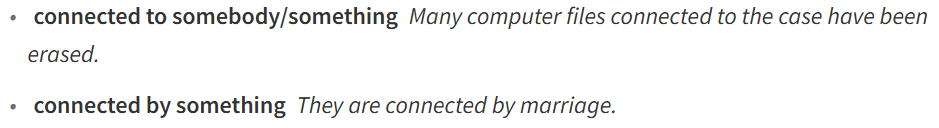 • connected to somebody/something Many computer files connected to the case have been
erased.
• connected by something They are connected by marriage.